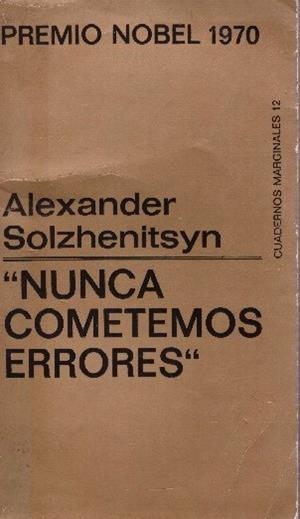 PREMIO NOBEL 1970
CUADERNOS MARGINALES 12
Alexander
Solzhenitsyn
“NUNCA
COMETEMOS
ERRORES“